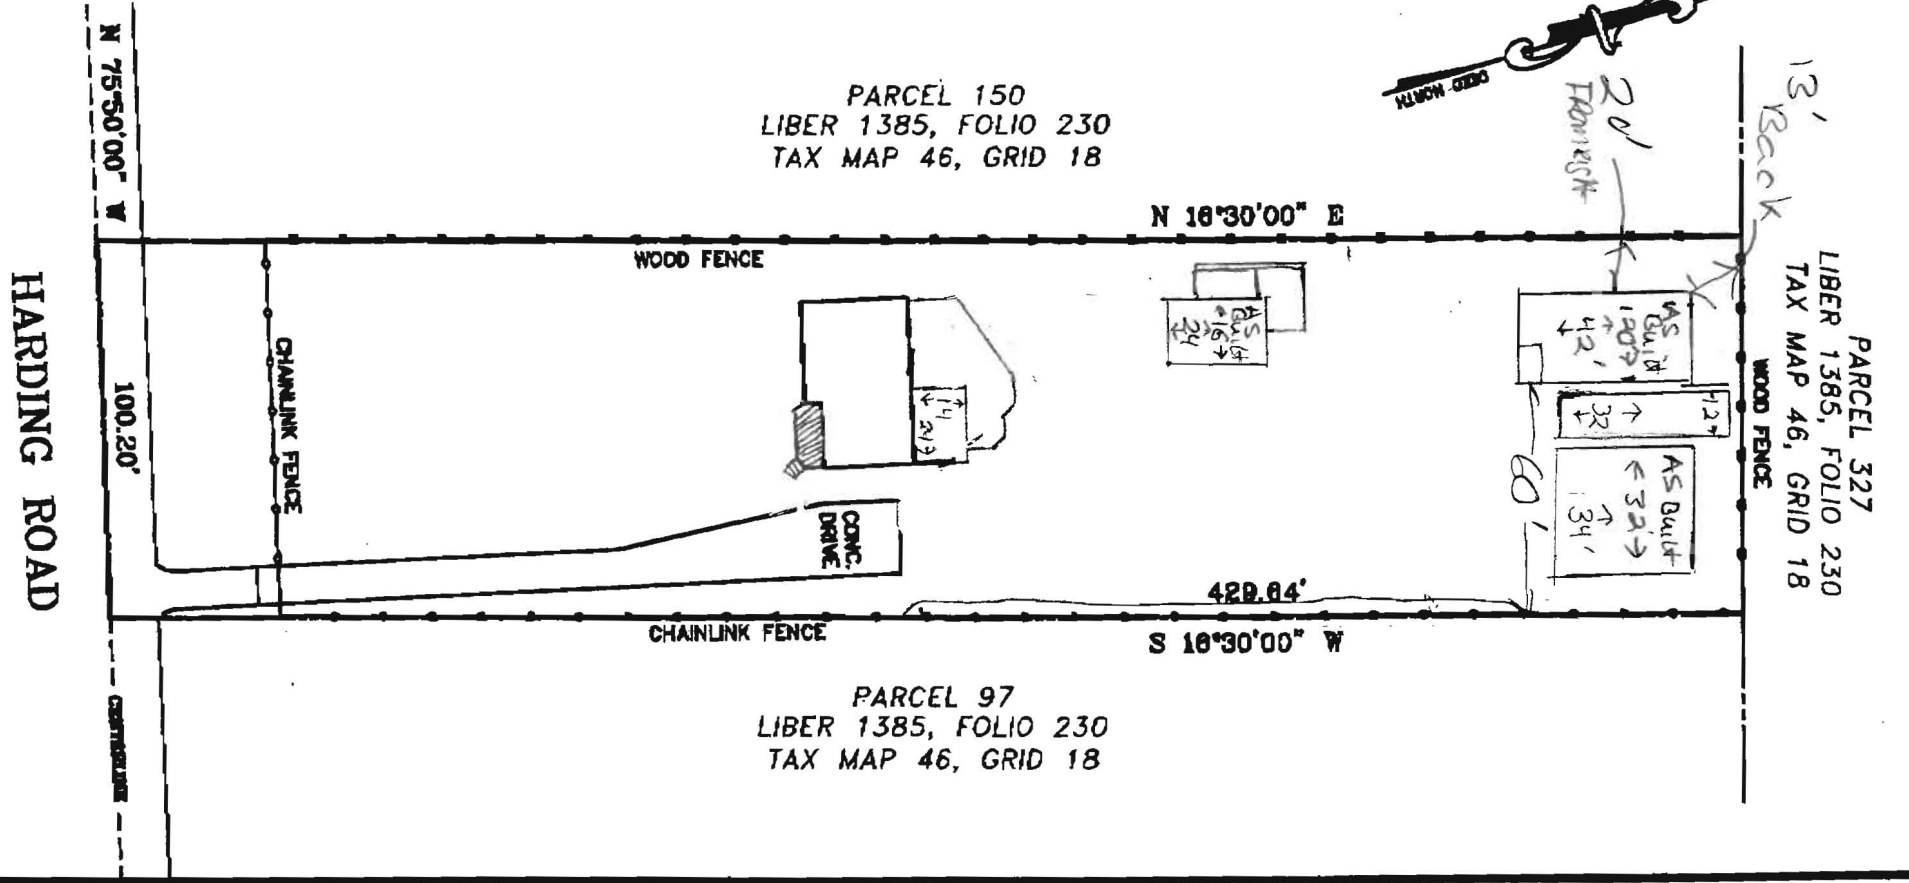 N 75°50'00" W
PARCEL 150
LIBER 1385, FOLIO 230
TAX MAP 46, GRID 18
DEED NORTH
13'
Back
20'
N 16°30'00" E
WOOD FENCE
HARDING ROAD
100.20'
CHAINLINK FENCE
CONC.
DRIVE
14
24
AS
Built
16
24
AS
Built
42'
12
32
AS Built
32
34'
60'
WOOD FENCE
PARCEL 327
LIBER 1385, FOLIO 230
TAX MAP 46, GRID 18
429.64'
S 16°30'00" W
CHAINLINK FENCE
PARCEL 97
LIBER 1385, FOLIO 230
TAX MAP 46, GRID 18
CENTERLINE